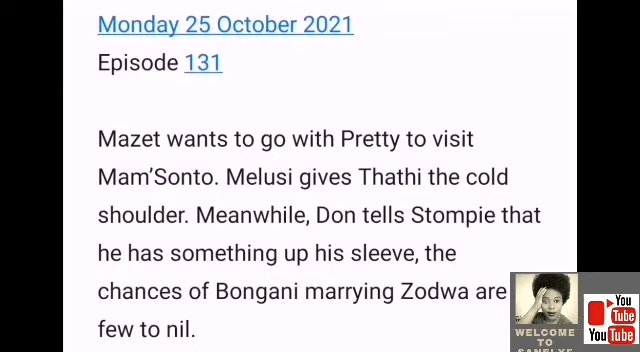 Monday 25 October 2021
Episode 131
Mazet wants to go with Pretty to visit
Mam’Sonto. Melusi gives Thathi the cold
shoulder. Meanwhile, Don tells Stompie that
he has something up his sleeve, the
chances of Bongani marrying Zodwa are
few to nil.
You
Tube
YouTube
WELCOME
TO